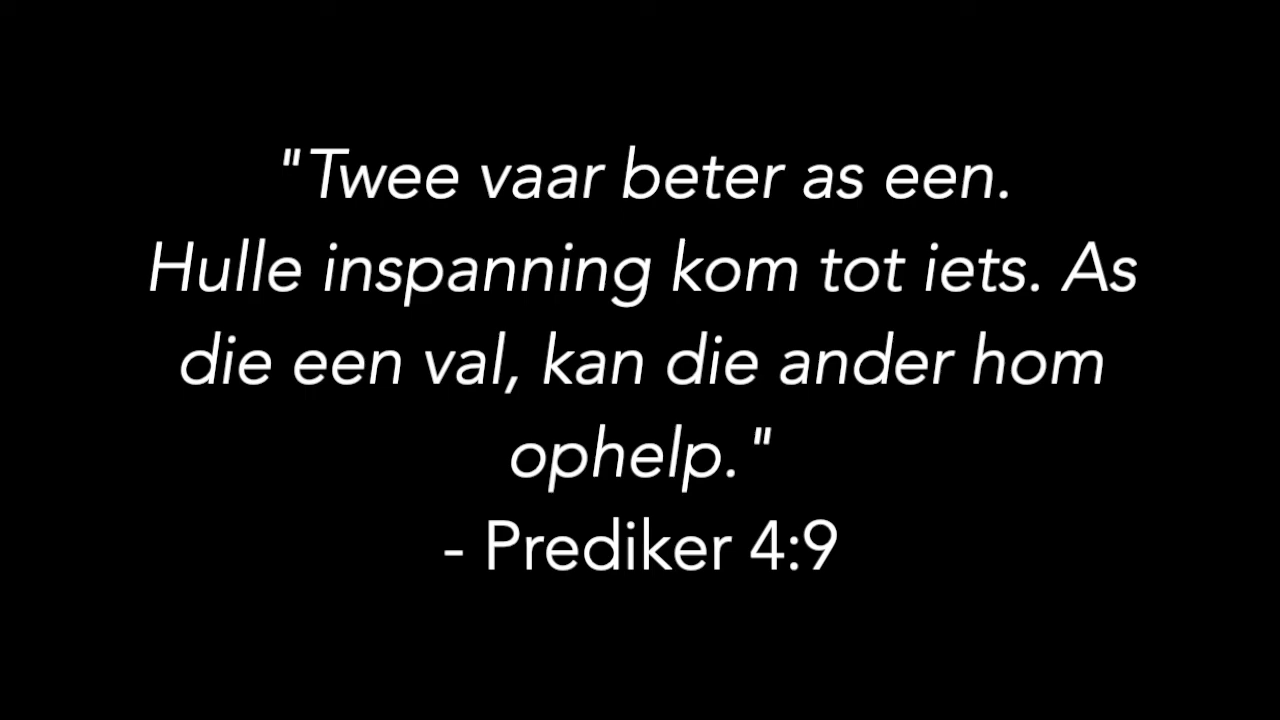 "Twee vaar beter as een.
Hulle inspanning kom tot iets. As
die een val, kan die ander hom
ophelp."
- Prediker 4:9